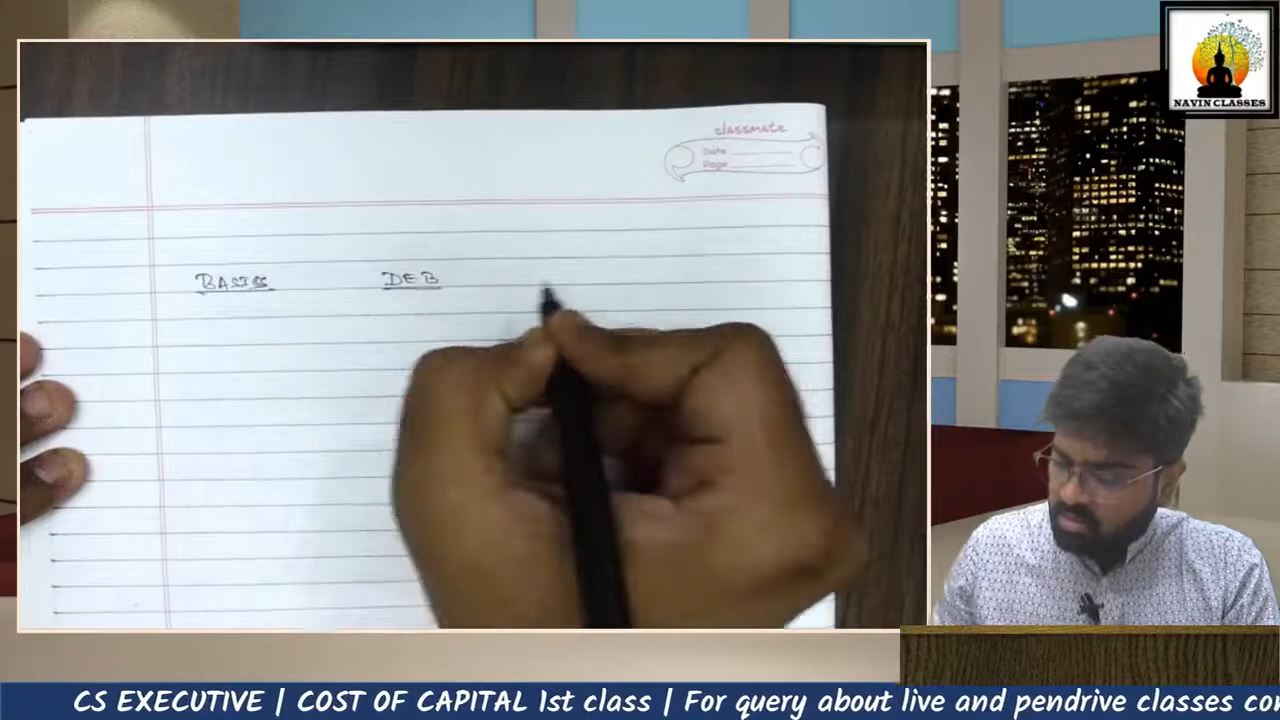 NAVIN CLASSES
classmate
Date
Page
BASIS DEB
CS EXECUTIVE | COST OF CAPITAL 1st class | For query about live and pendrive classes con